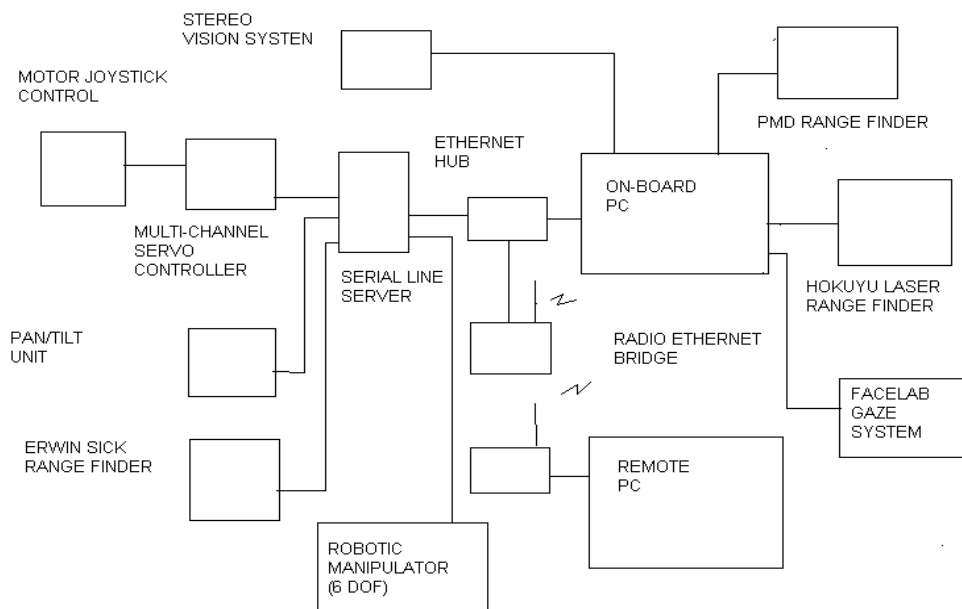 STEREO
VISION SYSTEN
MOTOR JOYSTICK
CONTROL
PMD RANGE FINDER
ETHERNET
HUB
ON-BOARD
PC
MULTI-CHANNEL
SERVO
CONTROLLER
SERIAL LINE
SERVER
HOKUYU LASER
RANGE FINDER
PAN/TILT
UNIT
RADIO ETHERNET
BRIDGE
FACELAB
GAZE
SYSTEM
ERWIN SICK
RANGE FINDER
REMOTE
PC
ROBOTIC
MANIPULATOR
(6 DOF)